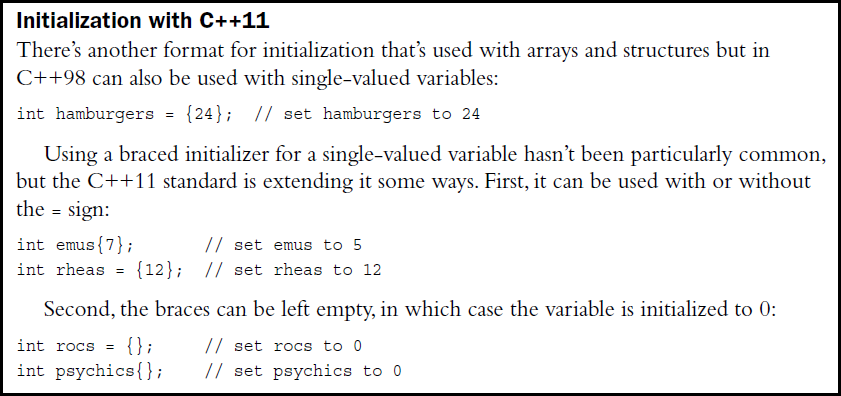 Initialization with C++11
There’s another format for initialization that’s used with arrays and structures but in
C++98 can also be used with single-valued variables:
int hamburgers = {24};  // set hamburgers to 24
Using a braced initializer for a single-valued variable hasn’t been particularly common,
but the C++11 standard is extending it some ways. First, it can be used with or without
the = sign:
int emus{7};       // set emus to 5
int rheas = {12};  // set rheas to 12
Second, the braces can be left empty, in which case the variable is initialized to 0:
int rocs = {};     // set rocs to 0
int psychics{};    // set psychics to 0